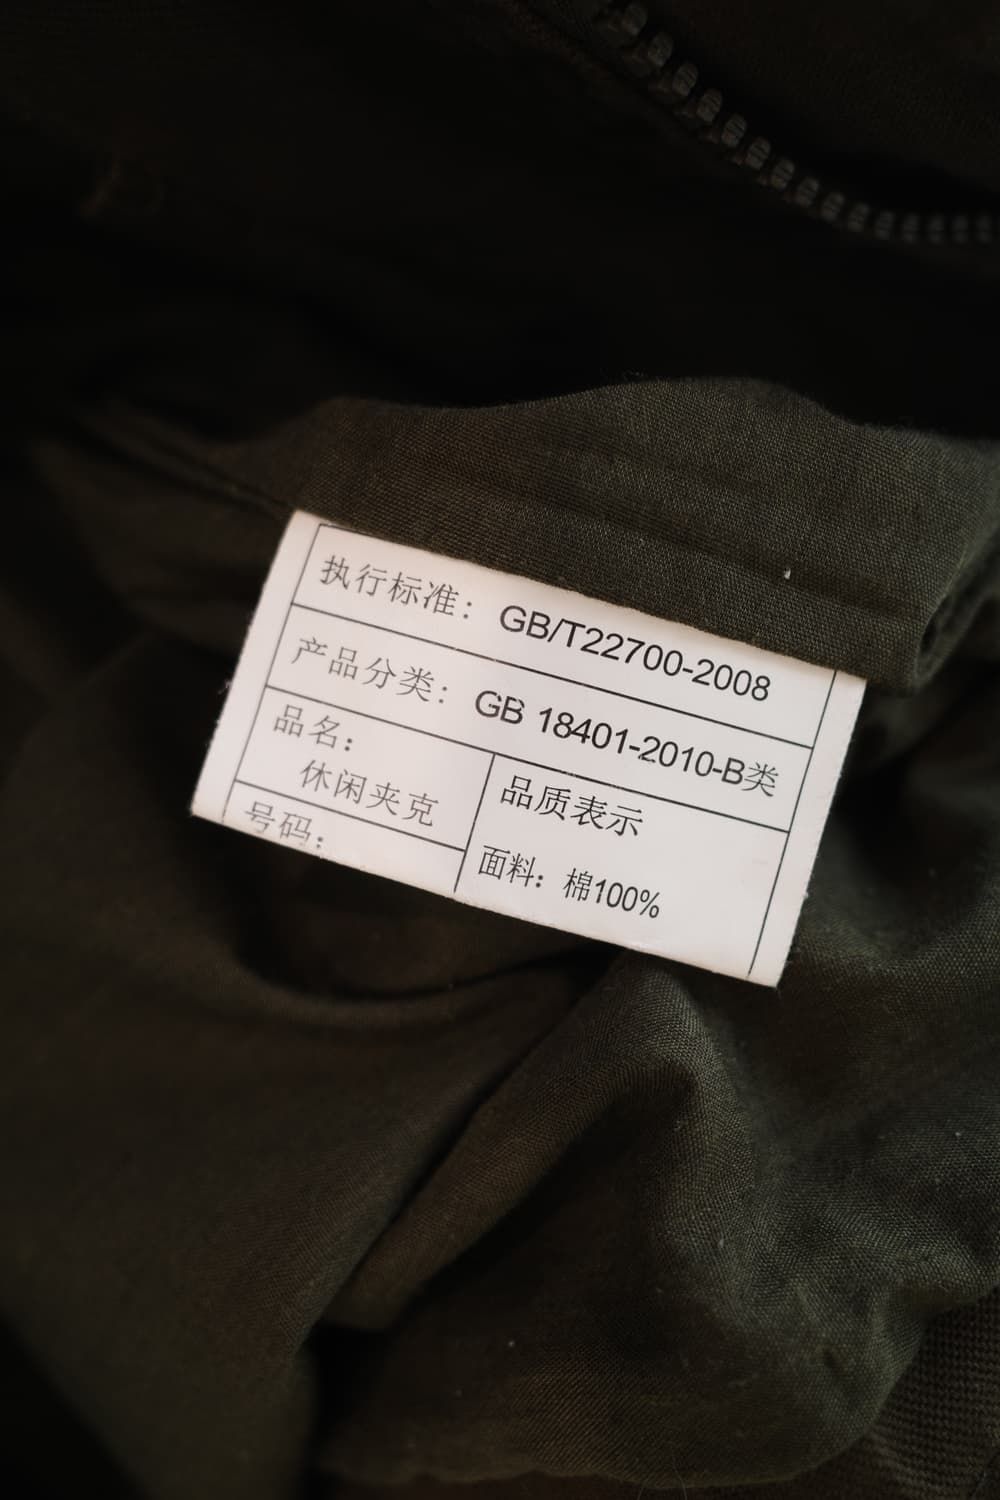 执行标准：GB/T22700-2008
产品分类：GB 18401-2010-B类
品名：
休闲夹克
号码：
品质表示
面料：棉100%